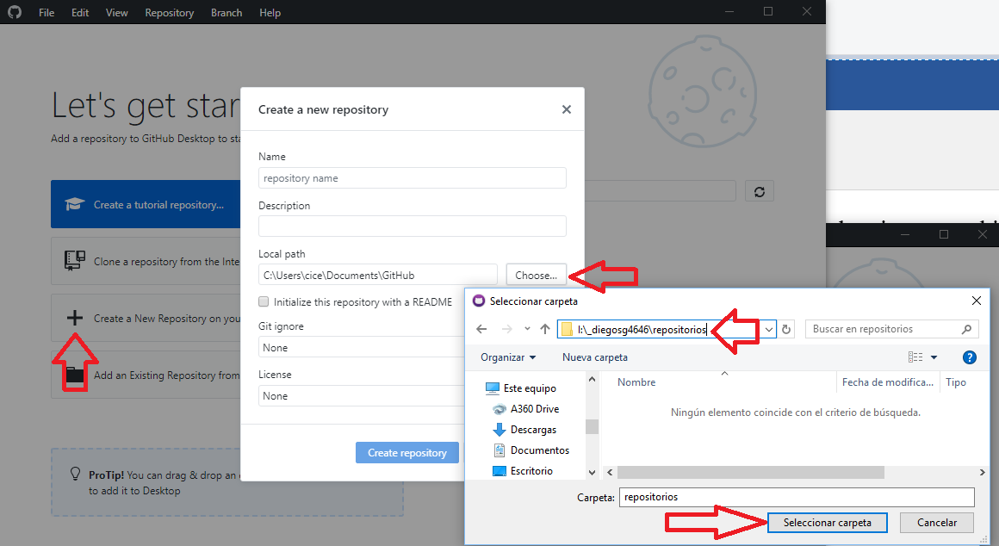 File Edit View Repository Branch Help
Let's get star
Add a repository to GitHub Desktop to sta
Create a tutorial repository...
Clone a repository from the Inte
Create a New Repository on you
Add an Existing Repository from
ProTip! You can drag & drop an
to add it to Desktop
Create a new repository
Name
repository name
Description
Local path
C:\Users\cice\Documents\GitHub
Choose...
Initialize this repository with a README
Git ignore
None
License
None
Create repository
Seleccionar carpeta
I:\_diegosg4646\repositorios
Buscar en repositorios
Organizar
Nueva carpeta
Este equipo
A360 Drive
Descargas
Documentos
Escritorio
Nombre
Fecha de modifica...
Tipo
Ningún elemento coincide con el criterio de búsqueda.
Carpeta: repositorios
Seleccionar carpeta
Cancelar